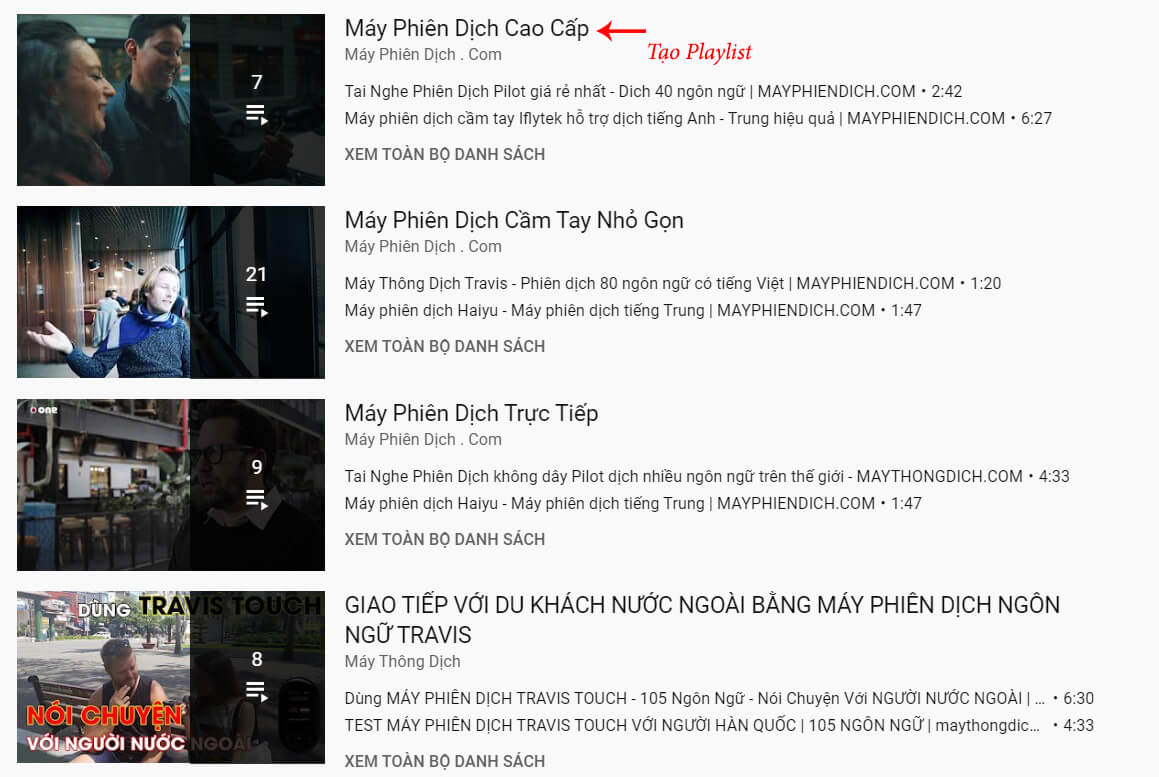 Máy Phiên Dịch Cao Cấp
Tạo Playlist
Máy Phiên Dịch . Com
7
Tai Nghe Phiên Dịch Pilot giá rẻ nhất - Dich 40 ngôn ngữ | MAYPHIENDICH.COM • 2:42
Máy phiên dịch cầm tay Iflytek hỗ trợ dịch tiếng Anh - Trung hiệu quả | MAYPHIENDICH.COM • 6:27
XEM TOÀN BỘ DANH SÁCH
Máy Phiên Dịch Cầm Tay Nhỏ Gọn
Máy Phiên Dịch . Com
21
Máy Thông Dịch Travis - Phiên dịch 80 ngôn ngữ có tiếng Việt | MAYPHIENDICH.COM • 1:20
Máy phiên dịch Haiyu - Máy phiên dịch tiếng Trung | MAYPHIENDICH.COM • 1:47
XEM TOÀN BỘ DANH SÁCH
one
Máy Phiên Dịch Trực Tiếp
Máy Phiên Dịch . Com
9
Tai Nghe Phiên Dịch không dây Pilot dịch nhiều ngôn ngữ trên thế giới - MAYTHONGDICH.COM • 4:33
Máy phiên dịch Haiyu - Máy phiên dịch tiếng Trung | MAYPHIENDICH.COM • 1:47
XEM TOÀN BỘ DANH SÁCH
DÙNG TRAVIS TOUCH
8
NÓI CHUYỆN
VỚI NGƯỜI NƯỚC NGOÀI
GIAO TIẾP VỚI DU KHÁCH NƯỚC NGOÀI BẰNG MÁY PHIÊN DỊCH NGÔN
NGỮ TRAVIS
Máy Thông Dịch
Dùng MÁY PHIÊN DỊCH TRAVIS TOUCH - 105 Ngôn Ngữ - Nói Chuyện Với NGƯỜI NƯỚC NGOÀI | ... • 6:30
TEST MÁY PHIÊN DỊCH TRAVIS TOUCH VỚI NGƯỜI HÀN QUỐC | 105 NGÔN NGỮ | maythongdic... • 4:33
XEM TOÀN BỘ DANH SÁCH